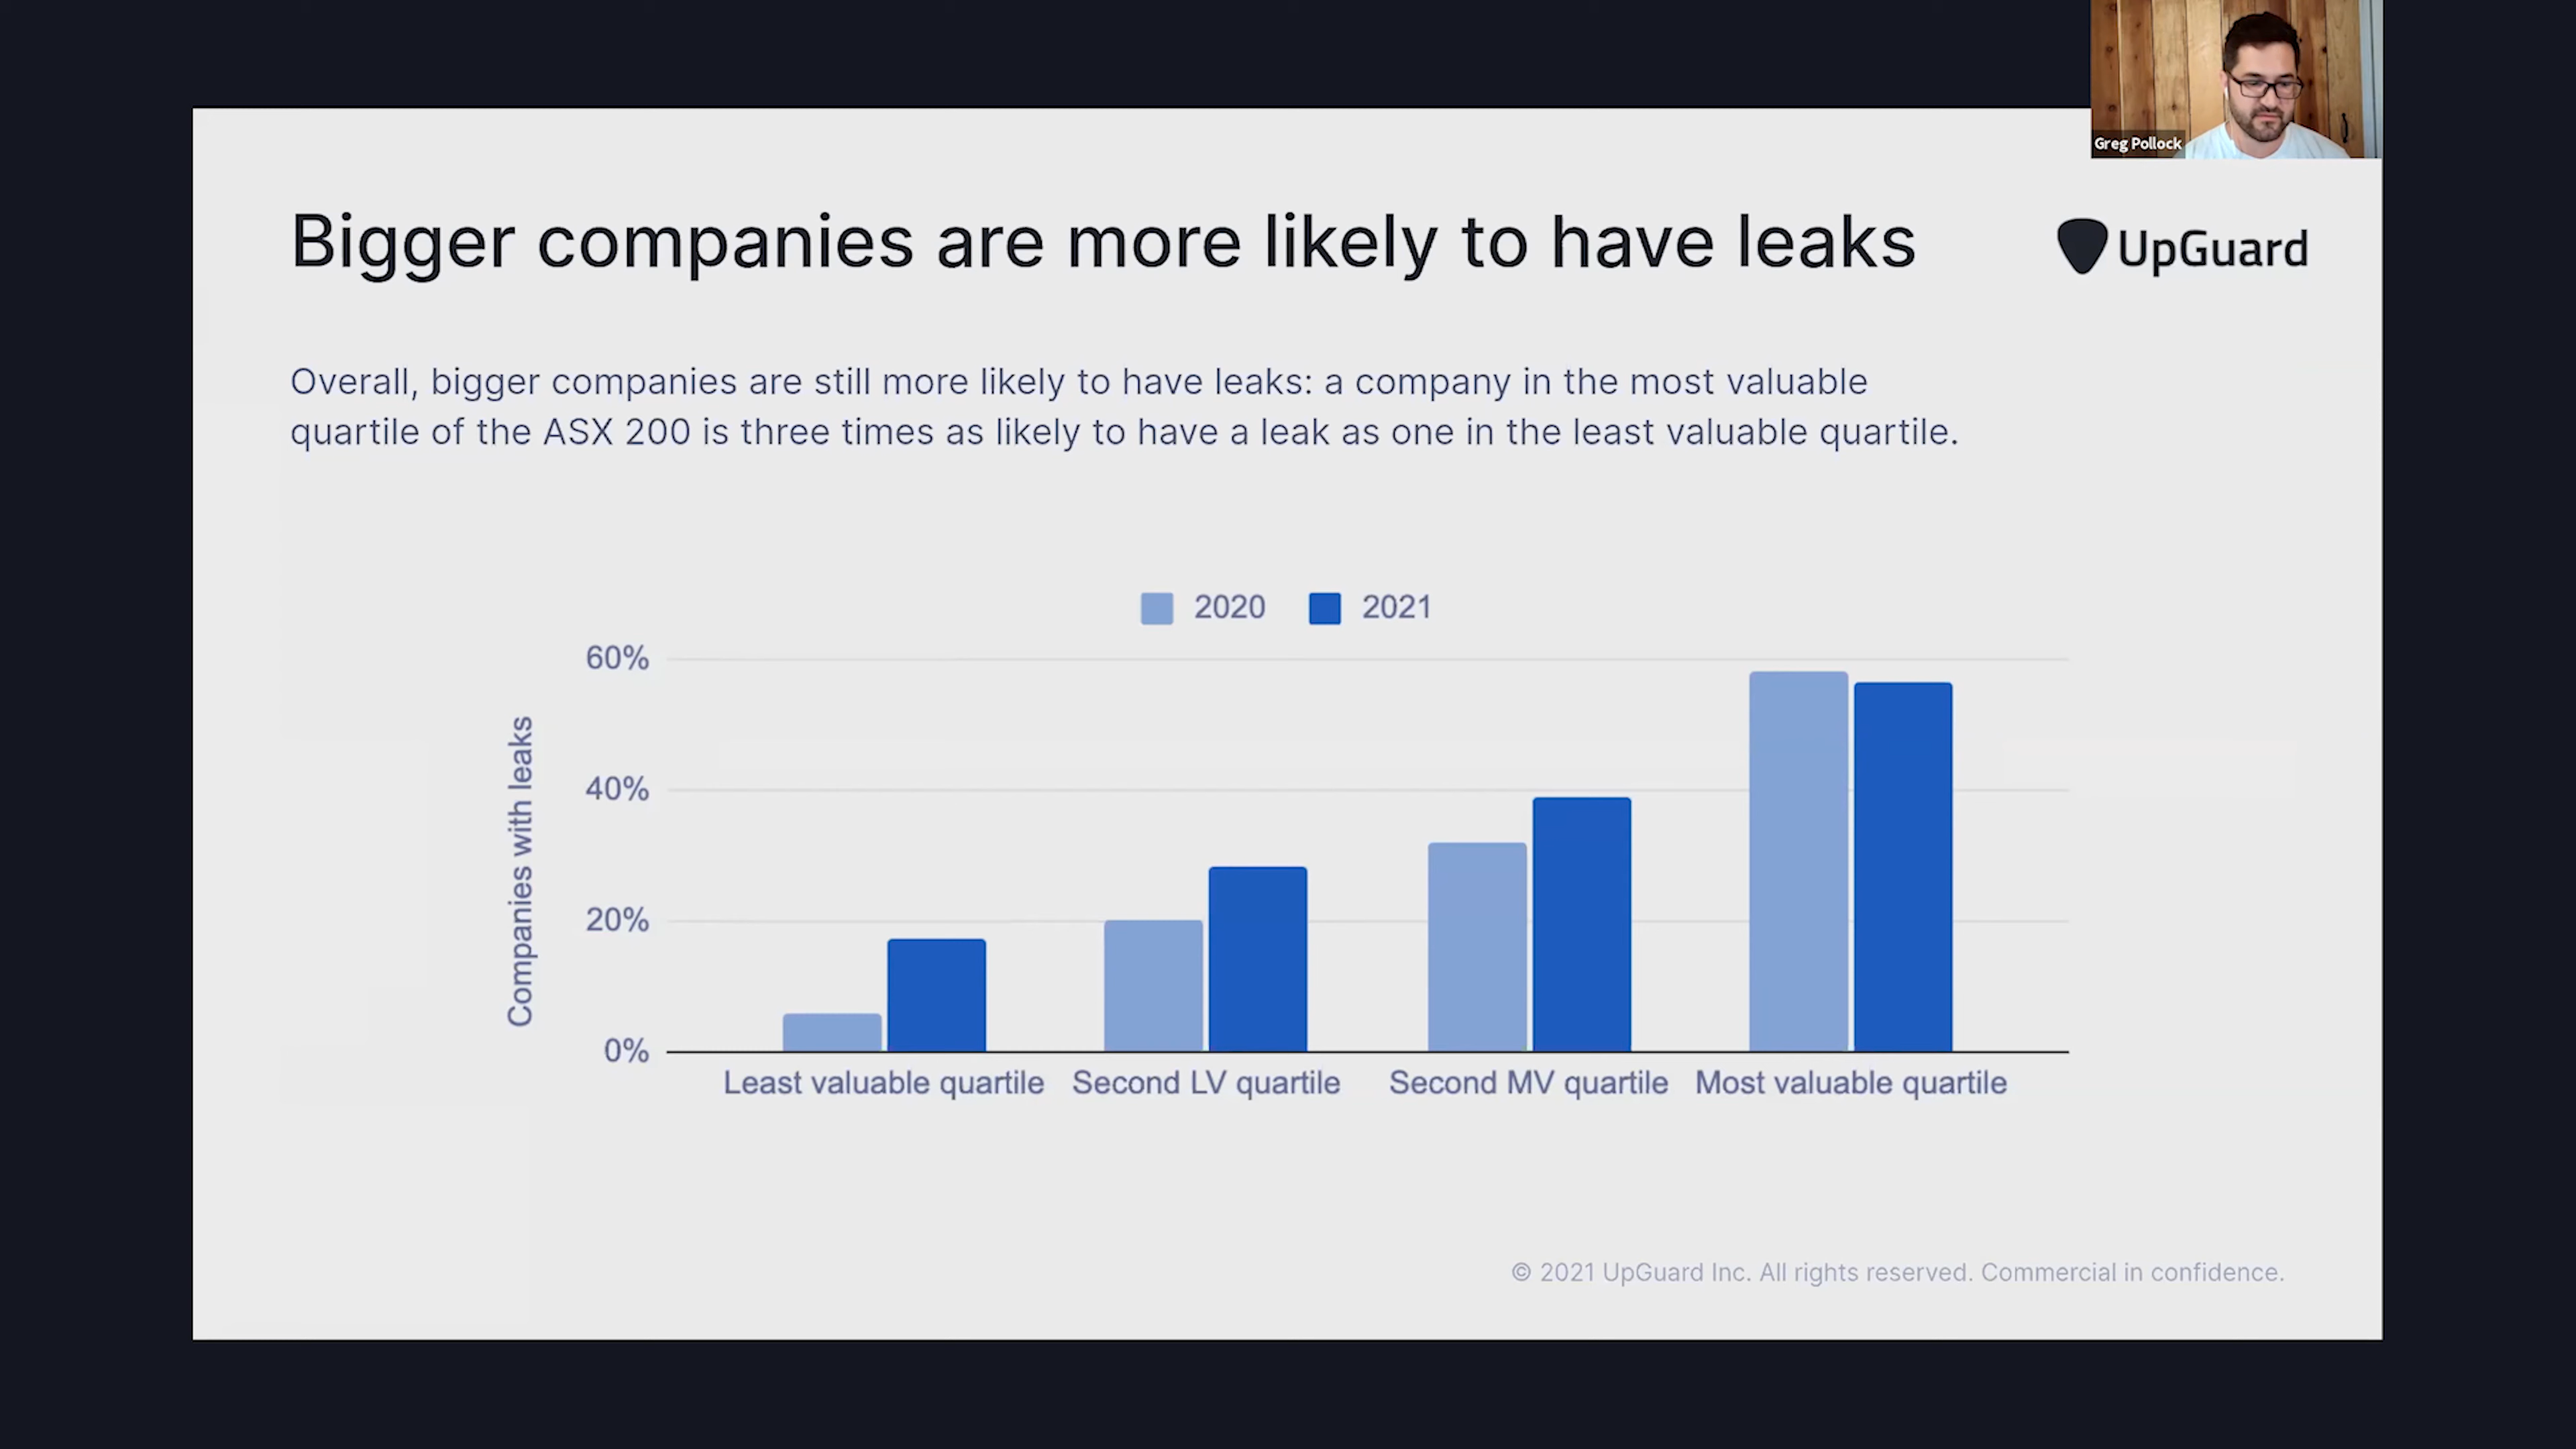 Greg Pollock
Bigger companies are more likely to have leaks
UpGuard
Overall, bigger companies are still more likely to have leaks: a company in the most valuable
quartile of the ASX 200 is three times as likely to have a leak as one in the least valuable quartile.
2020
2021
60%
40%
20%
0%
Companies with leaks
Least valuable quartile
Second LV quartile
Second MV quartile
Most valuable quartile
© 2021 UpGuard Inc. All rights reserved. Commercial in confidence.